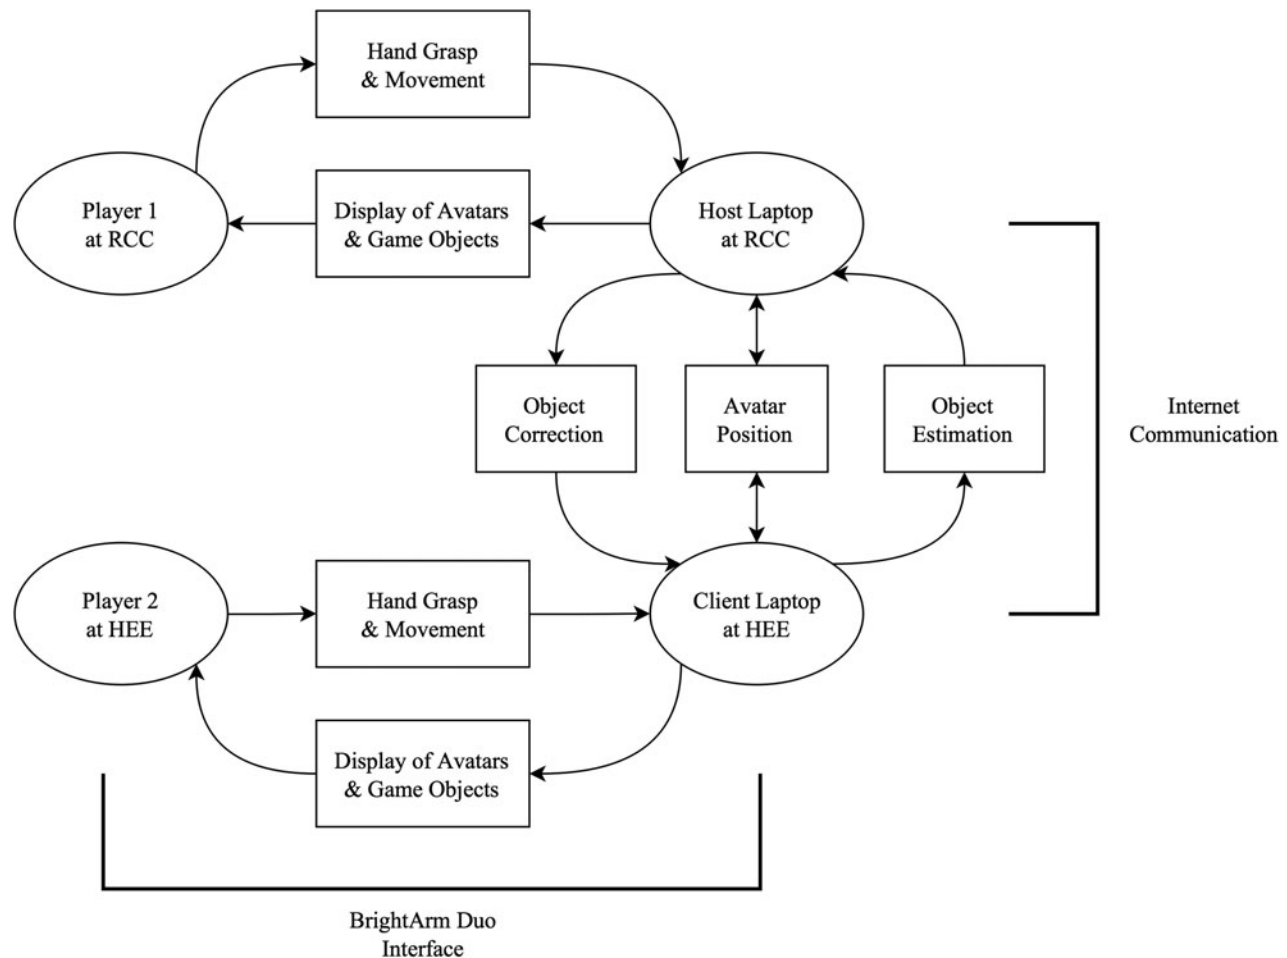 Hand Grasp
& Movement
Player 1
at RCC
Display of Avatars
& Game Objects
Host Laptop
at RCC
Object
Correction
Avatar
Position
Object
Estimation
Internet
Communication
Player 2
at HEE
Hand Grasp
& Movement
Client Laptop
at HEE
Display of Avatars
& Game Objects
BrightArm Duo
Interface